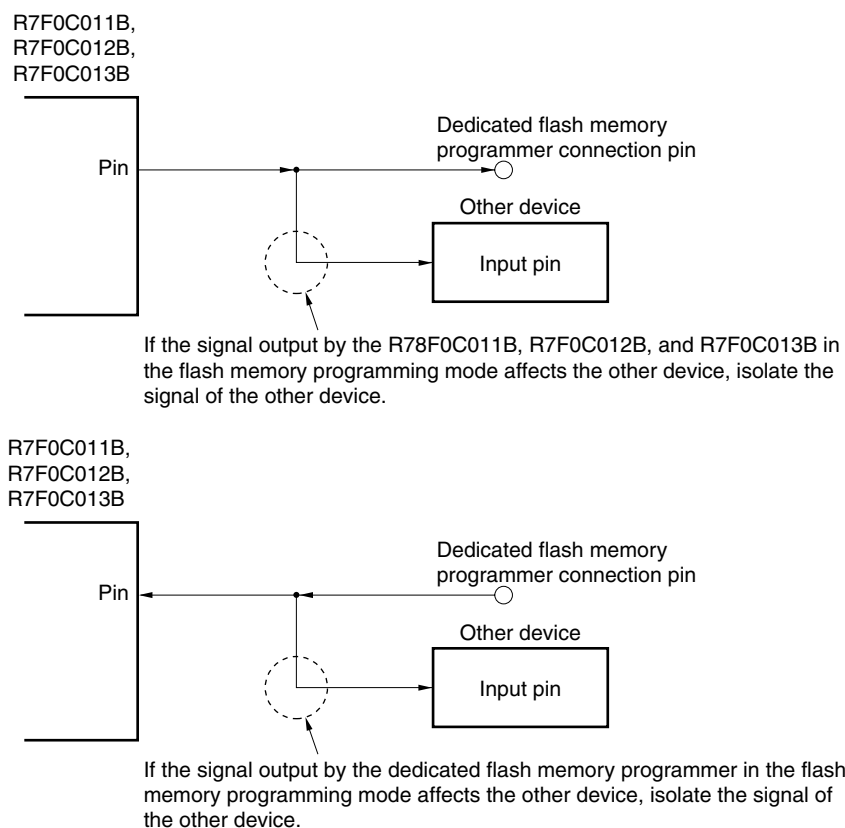 R7F0C011B,
R7F0C012B,
R7F0C013B
Pin
Dedicated flash memory
programmer connection pin
Other device
Input pin
If the signal output by the R78F0C011B, R7F0C012B, and R7F0C013B in
the flash memory programming mode affects the other device, isolate the
signal of the other device.
R7F0C011B,
R7F0C012B,
R7F0C013B
Pin
Dedicated flash memory
programmer connection pin
Other device
Input pin
If the signal output by the dedicated flash memory programmer in the flash
memory programming mode affects the other device, isolate the signal of
the other device.